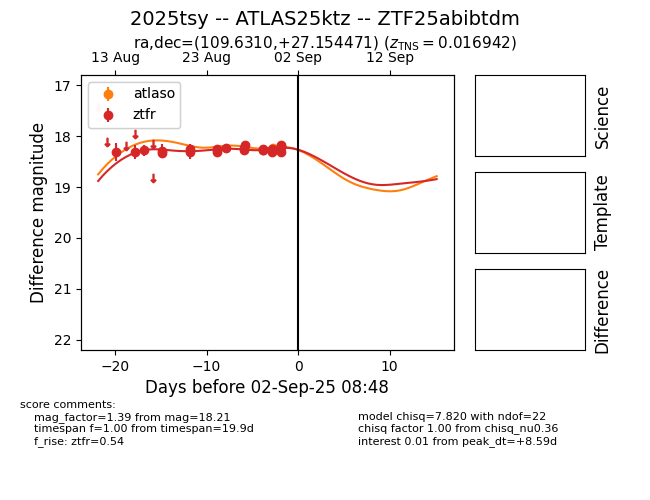 2025tsy -- ATLAS25ktz -- ZTF25abibtdm
ra,dec=(109.6310,+27.154471) (zTNS = 0.016942)
13 Aug 23 Aug 02 Sep 12 Sep
atlaso
ztfr
17
18
19
20
21
22
Difference magnitude
−20 −10 0 10
Days before 02-Sep-25 08:48
Science
Template
Difference
score comments:
mag_factor=1.39 from mag=18.21
timespan f=1.00 from timespan=19.9d
f_rise: ztfr=0.54
model chisq=7.820 with ndof=22
chisq factor 1.00 from chisq_nu0.36
interest 0.01 from peak_dt=+8.59d